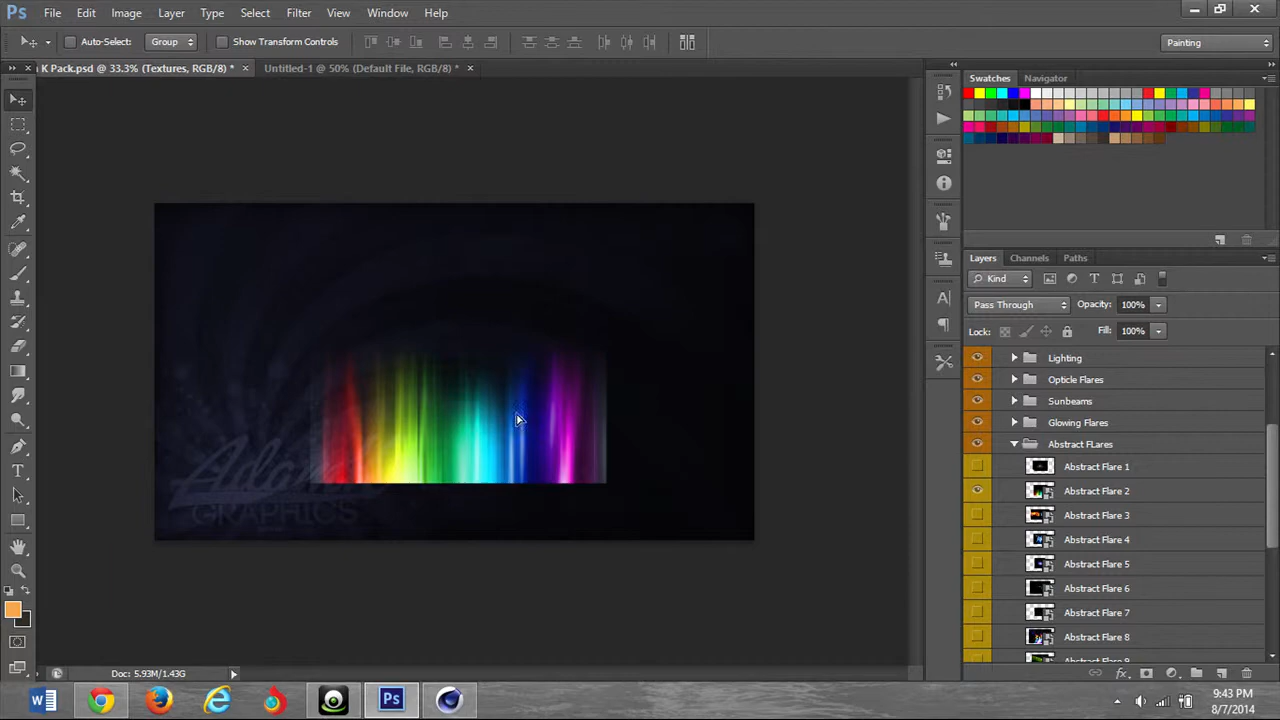 Ps File Edit Image Layer Type Select Filter View Window Help
Auto-Select: Group Show Transform Controls Painting
K Pack.psd @ 33.3% (Textures, RGB/8) * × Untitled-1 @ 50% (Default File, RGB/8) * ×
Swatches Navigator
Layers Channels Paths
Kind
Pass Through Opacity: 100%
Lock: Fill: 100%
Lighting
Opticle Flares
Sunbeams
Glowing Flares
Abstract FLares
Abstract Flare 1
Abstract Flare 2
Abstract Flare 3
Abstract Flare 4
Abstract Flare 5
Abstract Flare 6
Abstract Flare 7
Abstract Flare 8
Abstract Flare 9
GRAPHIC
Doc: 5.93M/1.43G
9:43 PM
8/7/2014